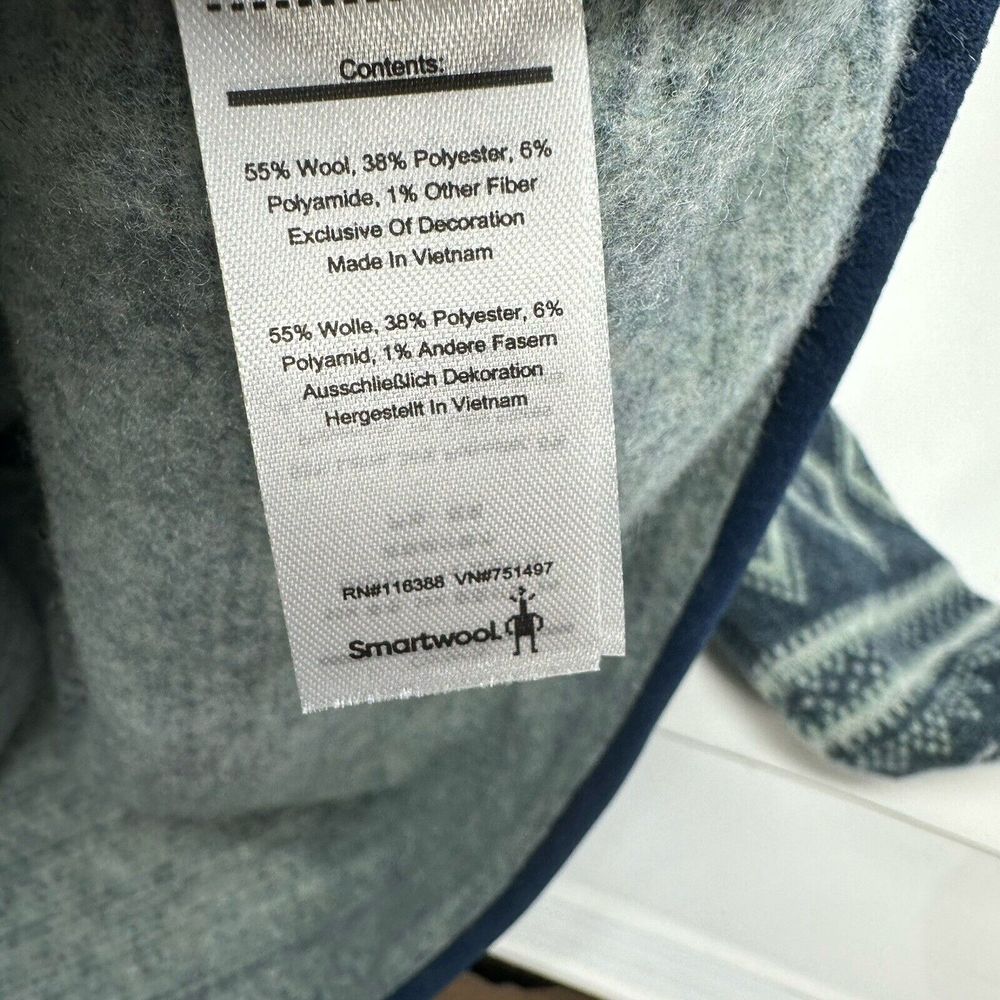 Contents:
55% Wool, 38% Polyester, 6%
Polyamide, 1% Other Fiber
Exclusive Of Decoration
Made In Vietnam
55% Wolle, 38% Polyester, 6%
Polyamid, 1% Andere Fasern
Ausschließlich Dekoration
Hergestellt In Vietnam
RN#116388 VN#751497
Smartwool.